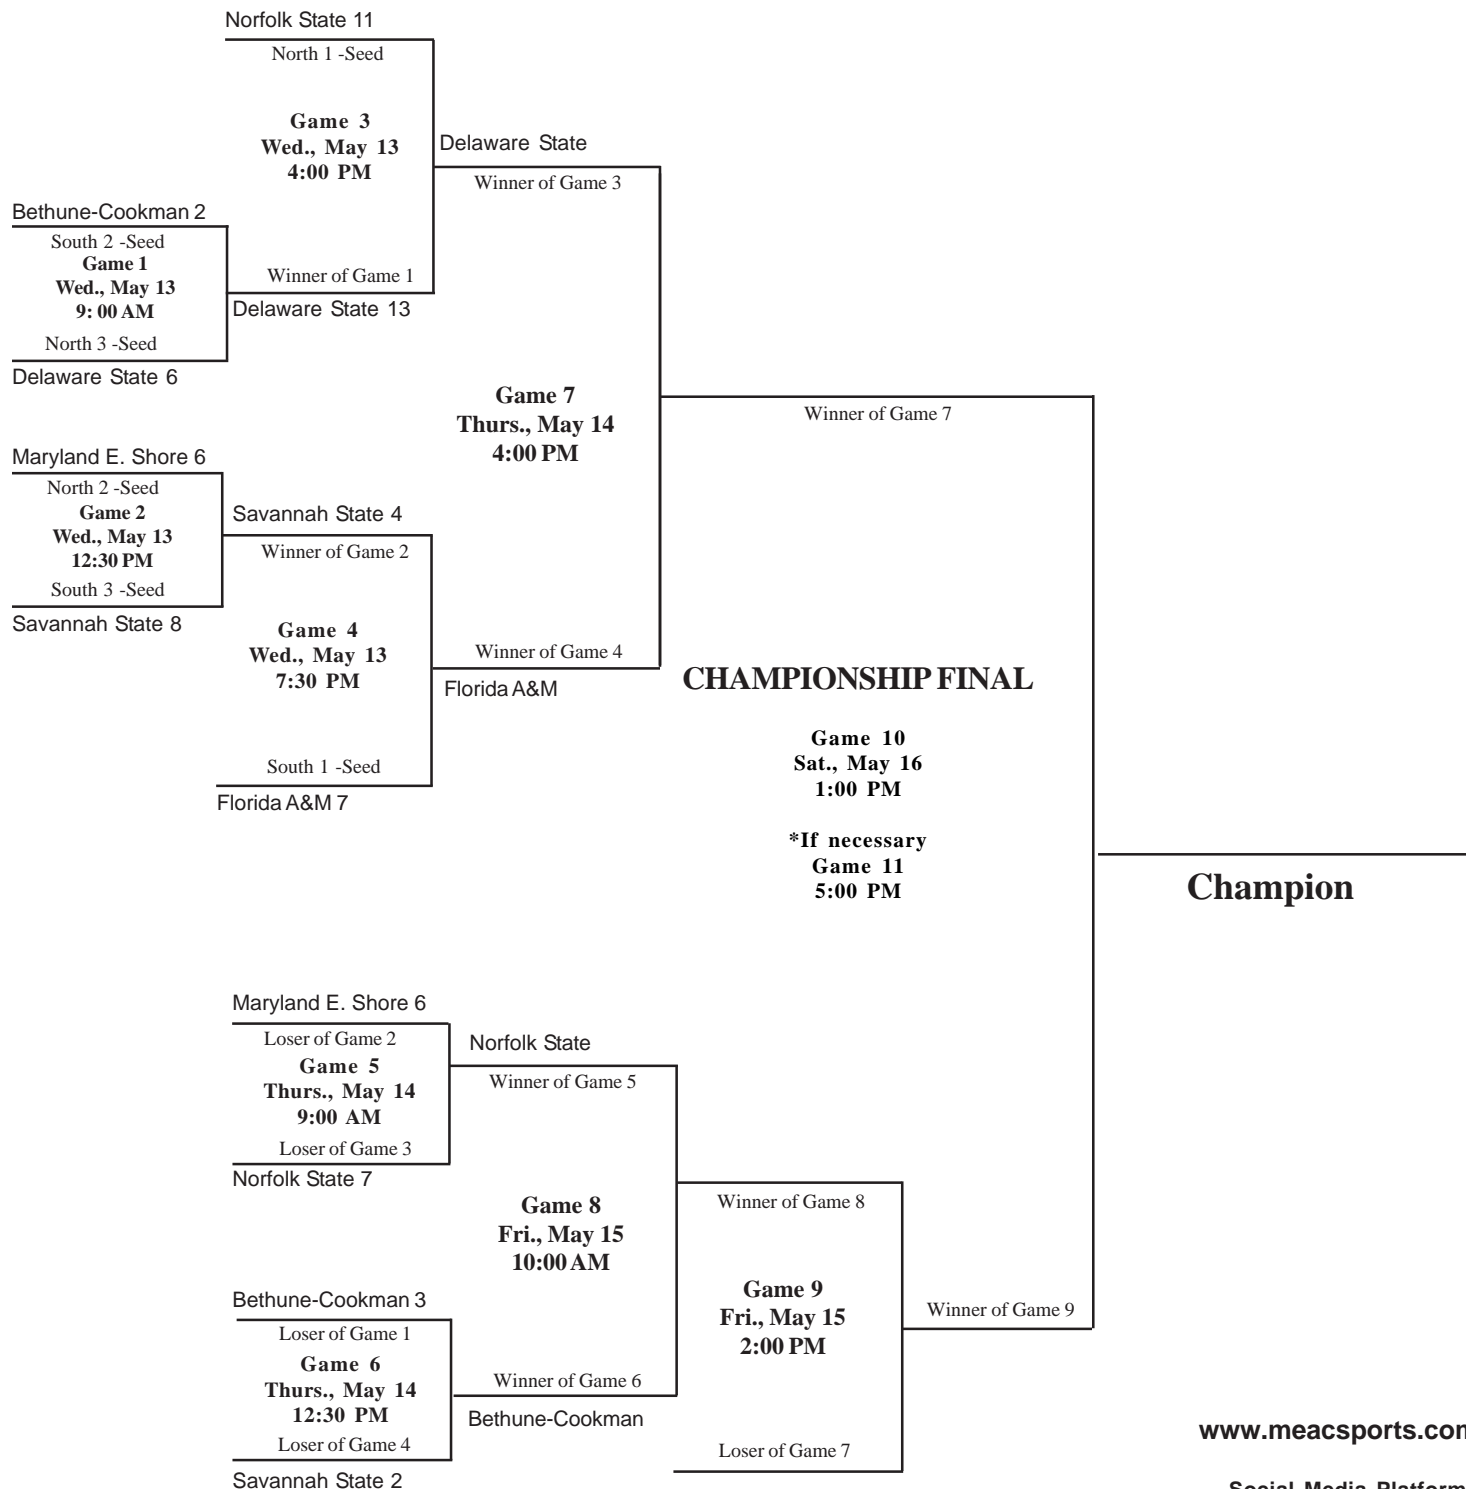 Norfolk State 11
North 1 -Seed
Game 3
Wed., May 13
4:00 PM
Delaware State
Winner of Game 3
Bethune-Cookman 2
South 2 -Seed
Game 1
Wed., May 13
9: 00 AM
North 3 -Seed
Delaware State 6
Winner of Game 1
Delaware State 13
Game 7
Thurs., May 14
4:00 PM
Winner of Game 7
Maryland E. Shore 6
North 2 -Seed
Game 2
Wed., May 13
12:30 PM
South 3 -Seed
Savannah State 8
Savannah State 4
Winner of Game 2
Game 4
Wed., May 13
7:30 PM
South 1 -Seed
Florida A&M 7
Winner of Game 4
Florida A&M
CHAMPIONSHIP FINAL
Game 10
Sat., May 16
1:00 PM
*If necessary
Game 11
5:00 PM
Champion
Maryland E. Shore 6
Loser of Game 2
Game 5
Thurs., May 14
9:00 AM
Loser of Game 3
Norfolk State 7
Norfolk State
Winner of Game 5
Game 8
Fri., May 15
10:00 AM
Winner of Game 8
Game 9
Fri., May 15
2:00 PM
Winner of Game 9
Bethune-Cookman 3
Loser of Game 1
Game 6
Thurs., May 14
12:30 PM
Loser of Game 4
Savannah State 2
Winner of Game 6
Bethune-Cookman
Loser of Game 7
www.meacsports.con
Social Media Platform